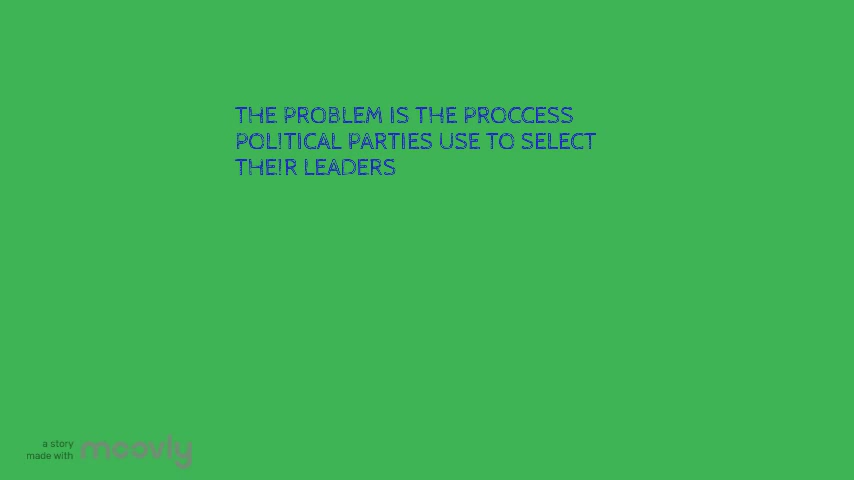 THE PROBLEM IS THE PROCCESS
POLITICAL PARTIES USE TO SELECT
THEIR LEADERS
a story
made with moovly